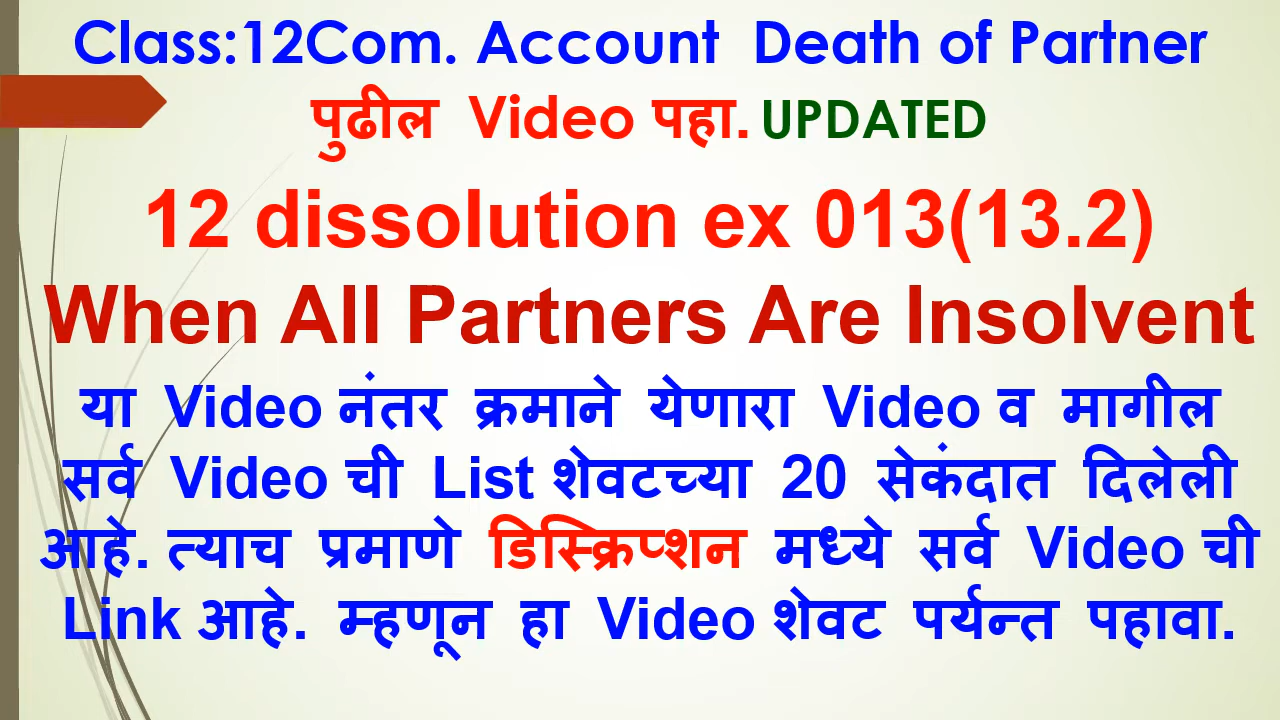 Class:12Com. Account Death of Partner
पुढील Video पहा. UPDATED
12 dissolution ex 013(13.2)
When All Partners Are Insolvent
या Video नंतर क्रमाने येणारा Video व मागील
सर्व Video ची List शेवटच्या 20 सेकंदात दिलेली
आहे. त्याच प्रमाणे डिस्क्रिप्शन मध्ये सर्व Video ची
Link आहे. म्हणून हा Video शेवट पर्यन्त पहावा.